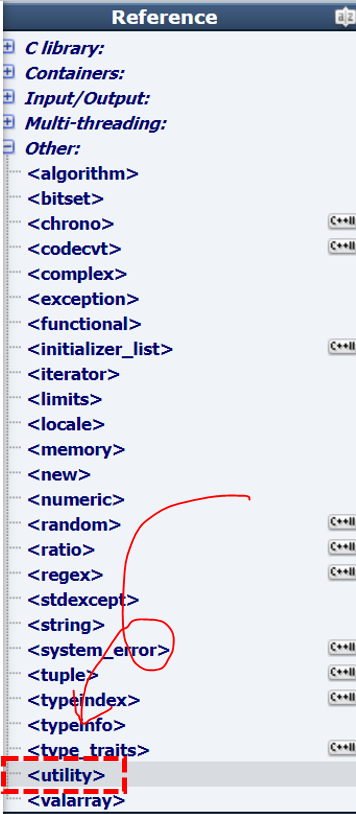 Reference
C library:
Containers:
Input/Output:
Multi-threading:
Other:
<algorithm>
<bitset>
<chrono> C++11
<codecvt> C++11
<complex>
<exception>
<functional>
<initializer_list> C++11
<iterator>
<limits>
<locale>
<memory>
<new>
<numeric>
<random> C++11
<ratio> C++11
<regex> C++11
<stdexcept>
<string>
<system_error> C++11
<tuple> C++11
<typeindex> C++11
<typeinfo>
<type_traits> C++11
<utility>
<valarray>